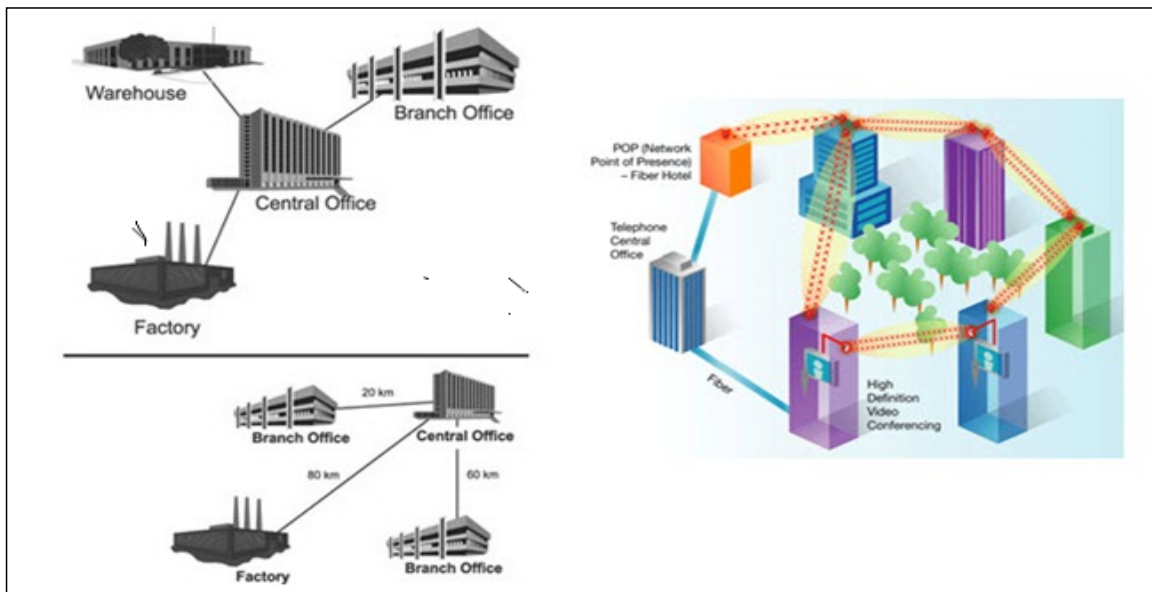 Warehouse
Branch Office
Central Office
Factory
20 km
Branch Office
Central Office
80 km
60 km
Factory
Branch Office
POP (Network
Point of Presence)
– Fiber Hotel
Telephone
Central
Office
Fiber
High
Definition
Video
Conferencing